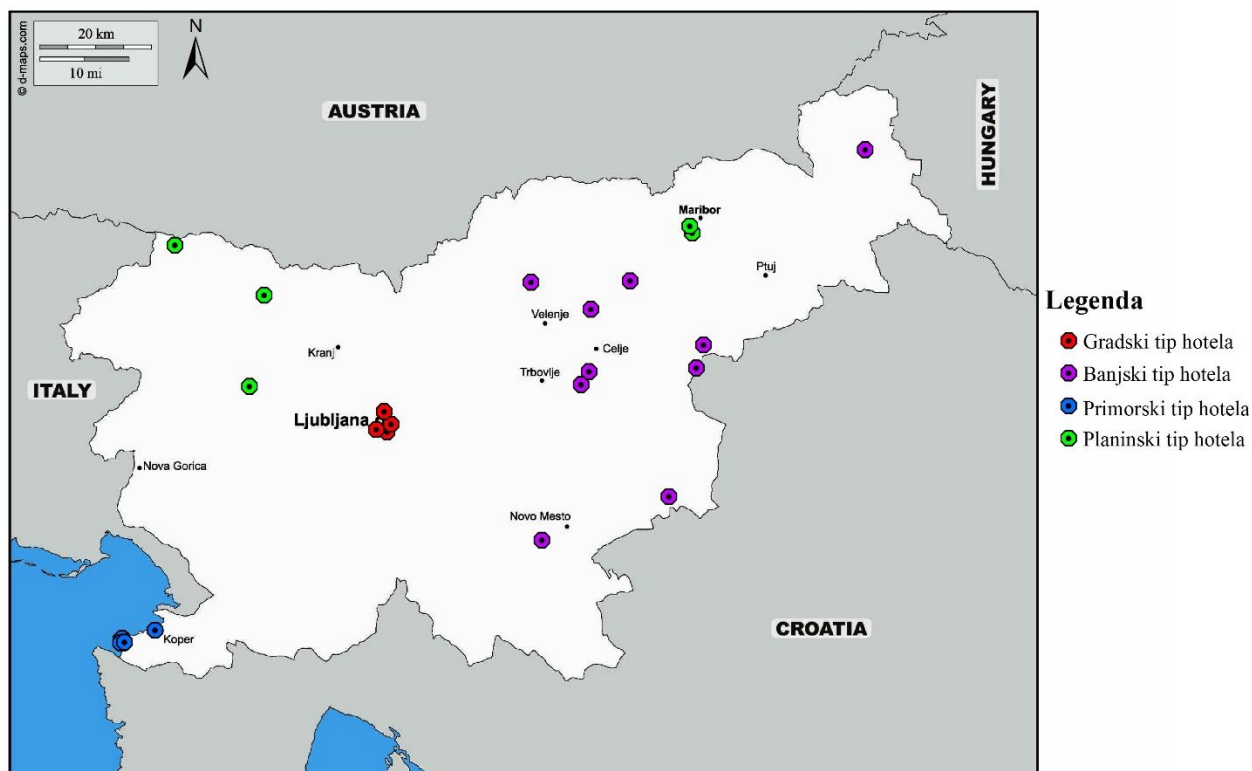 © d-maps.com
20 km
10 mi
N
AUSTRIA
HUNGARY
Maribor
Ptuj
Velenje
Celje
Kranj
Trbovlje
ITALY
Ljubljana
Nova Gorica
Novo Mesto
Koper
CROATIA
Legenda
Gradski tip hotela
Banjski tip hotela
Primorski tip hotela
Planinski tip hotela